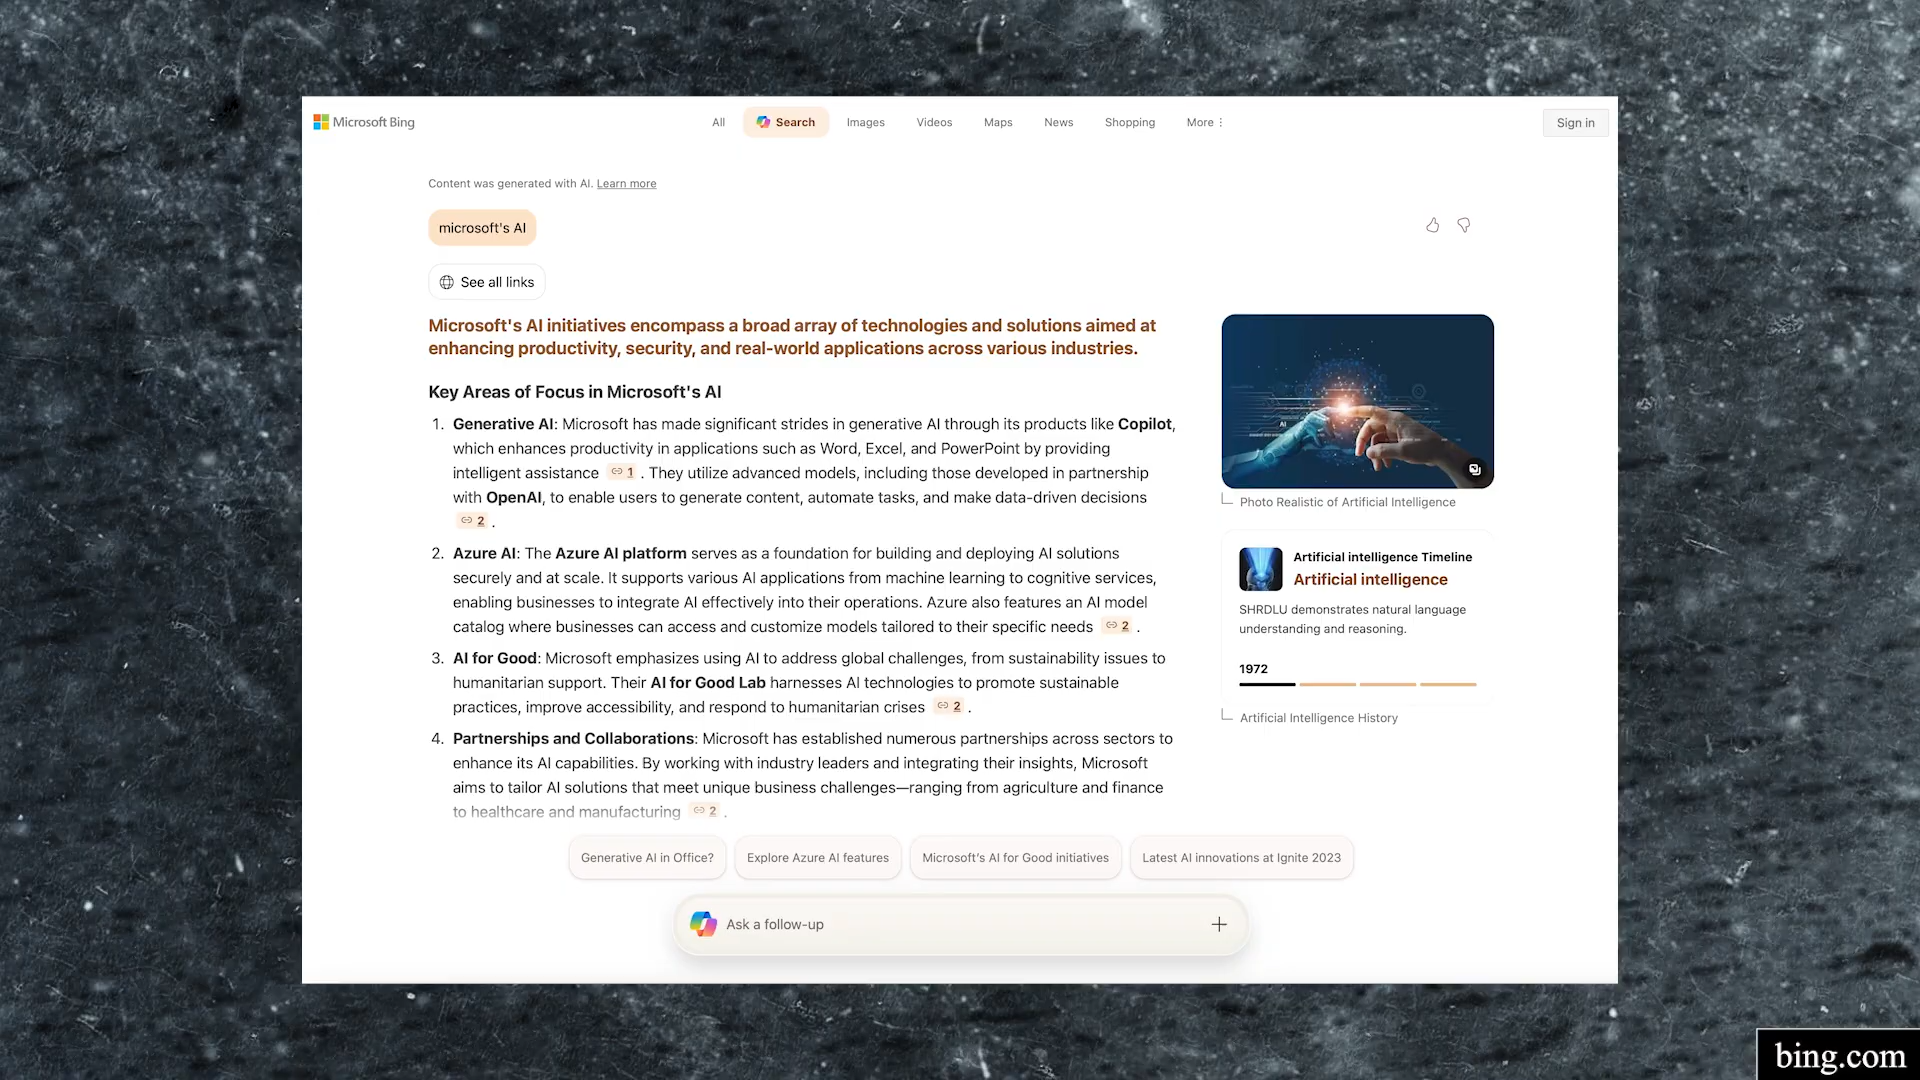 Microsoft Bing
All Search Images Videos Maps News Shopping More
Sign in
Content was generated with AI. Learn more
microsoft's AI
See all links
Microsoft's AI initiatives encompass a broad array of technologies and solutions aimed at
enhancing productivity, security, and real-world applications across various industries.
Key Areas of Focus in Microsoft's AI
1. Generative AI: Microsoft has made significant strides in generative AI through its products like Copilot,
which enhances productivity in applications such as Word, Excel, and PowerPoint by providing
intelligent assistance 1 . They utilize advanced models, including those developed in partnership
with OpenAI, to enable users to generate content, automate tasks, and make data-driven decisions
2 .
2. Azure AI: The Azure AI platform serves as a foundation for building and deploying AI solutions
securely and at scale. It supports various AI applications from machine learning to cognitive services,
enabling businesses to integrate AI effectively into their operations. Azure also features an AI model
catalog where businesses can access and customize models tailored to their specific needs 2 .
3. AI for Good: Microsoft emphasizes using AI to address global challenges, from sustainability issues to
humanitarian support. Their AI for Good Lab harnesses AI technologies to promote sustainable
practices, improve accessibility, and respond to humanitarian crises 2 .
4. Partnerships and Collaborations: Microsoft has established numerous partnerships across sectors to
enhance its AI capabilities. By working with industry leaders and integrating their insights, Microsoft
aims to tailor AI solutions that meet unique business challenges—ranging from agriculture and finance
to healthcare and manufacturing 2 .
AI
Photo Realistic of Artificial Intelligence
Artificial intelligence Timeline
Artificial intelligence
SHRDLU demonstrates natural language
understanding and reasoning.
1972
Artificial Intelligence History
Generative AI in Office? Explore Azure AI features Microsoft's AI for Good initiatives Latest AI innovations at Ignite 2023
Ask a follow-up
bing.com